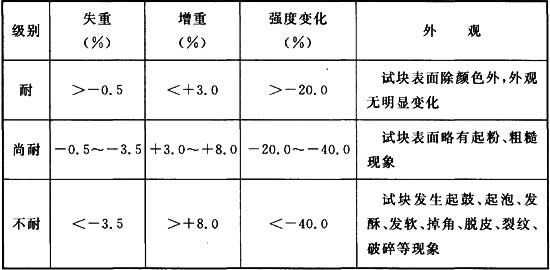 级别 失重（％） 增重（％） 强度变化（％） 外 观
耐 ＞－0.5 ＜＋3.0 ＞－20.0 试块表面除颜色外，外观
无明显变化
尚耐 －0.5～－3.5 ＋3.0～＋8.0 －20.0～－40.0 试块表面略有起粉、粗糙
现象
不耐 ＜－3.5 ＞＋8.0 ＜－40.0 试块发生起鼓、起泡、发
酥、发软、掉角、脱皮、裂纹、
破碎等现象